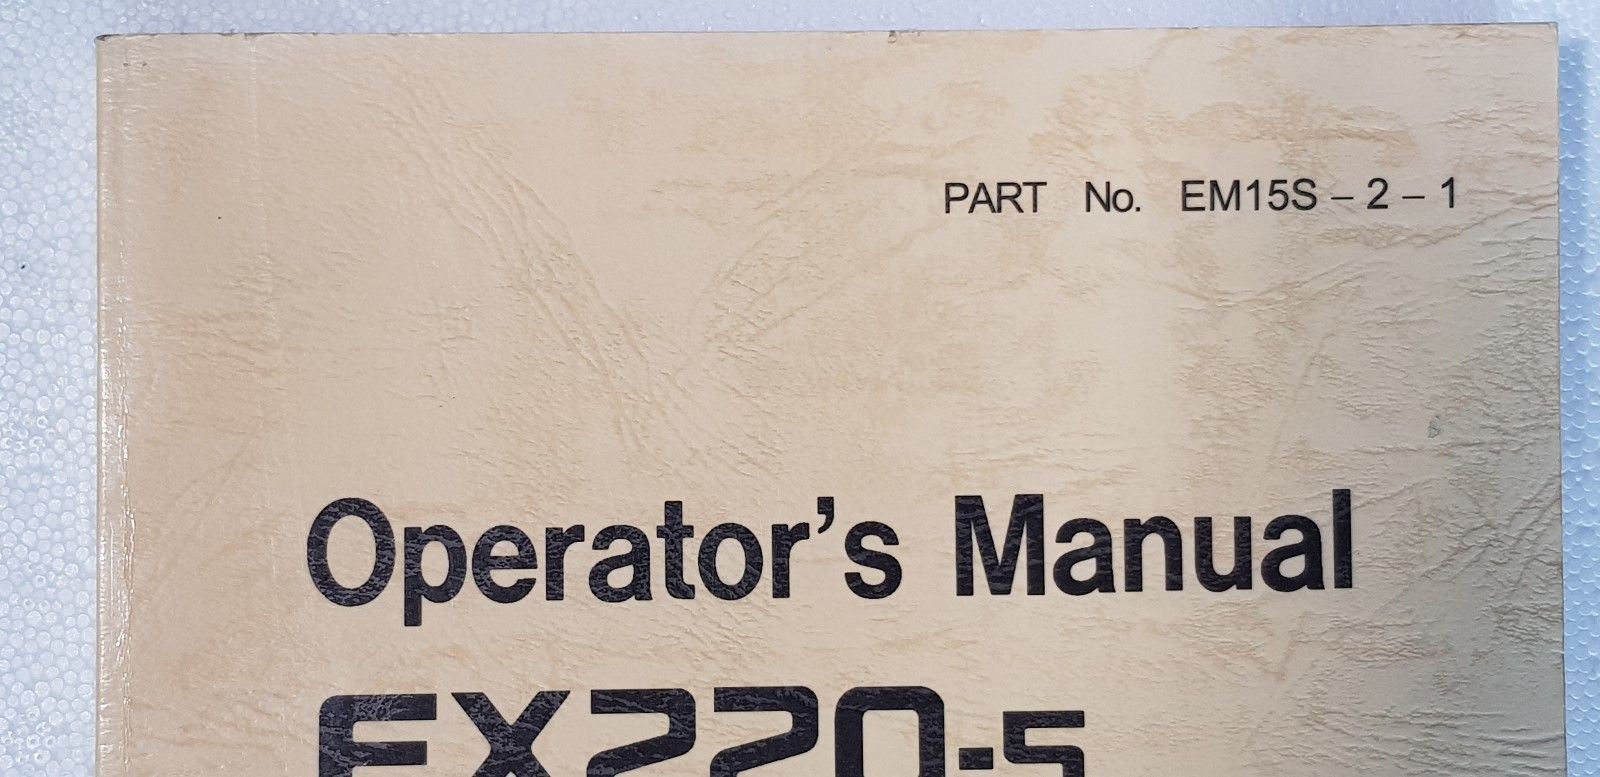 PART No. EM15S – 2 – 1
Operator's Manual
EX220-5